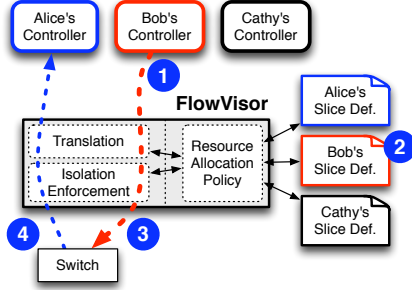 Alice's
Controller
Bob's
Controller
Cathy's
Controller
1
FlowVisor
Translation
Isolation
Enforcement
Resource
Allocation
Policy
Alice's
Slice Def.
Bob's
Slice Def.
2
Cathy's
Slice Def.
4
3
Switch